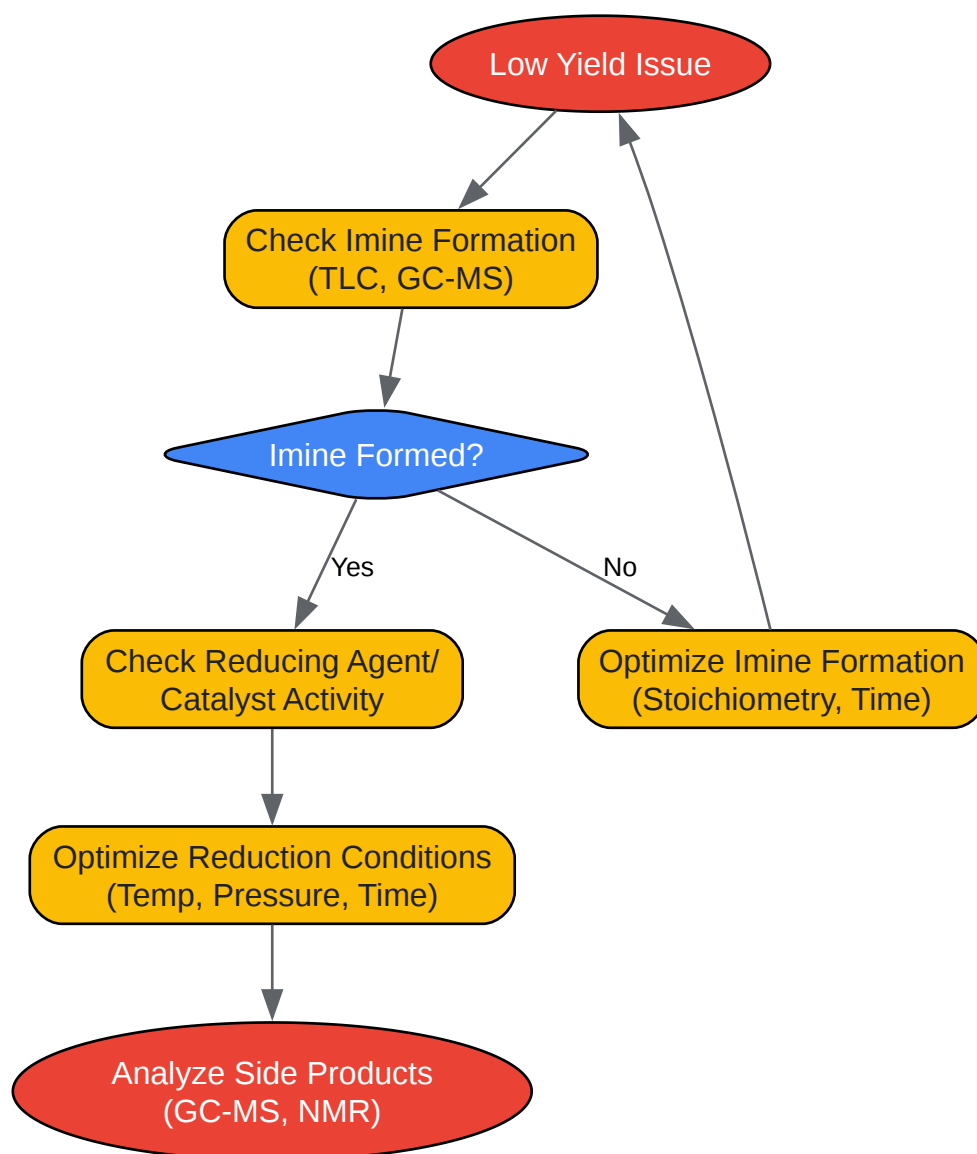 Low Yield Issue
Check Imine Formation
(TLC, GC-MS)
Imine Formed?
Yes
No
Check Reducing Agent/
Catalyst Activity
Optimize Imine Formation
(Stoichiometry, Time)
Optimize Reduction Conditions
(Temp, Pressure, Time)
Analyze Side Products
(GC-MS, NMR)